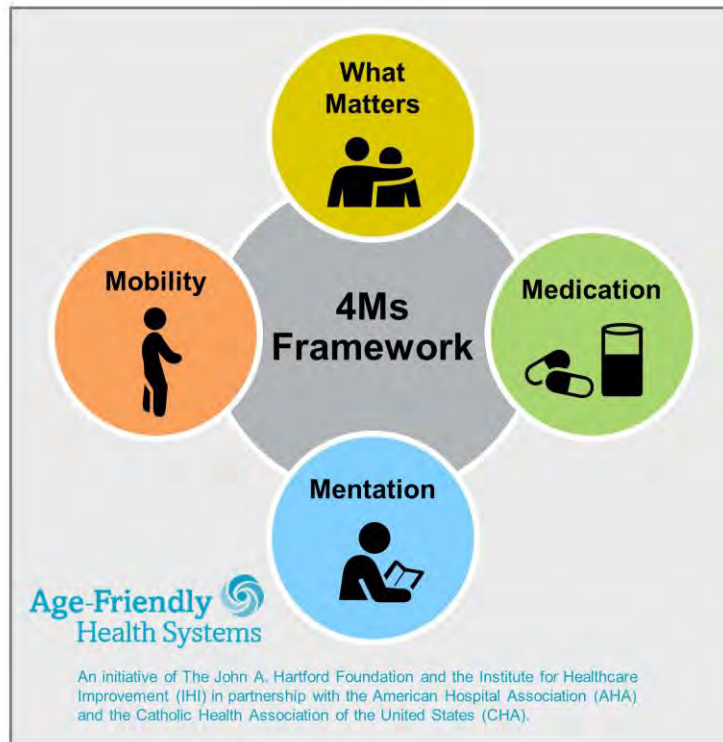 What
Matters
Mobility
4Ms
Framework
Medication
Mentation
Age-Friendly
Health Systems
An initiative of The John A. Hartford Foundation and the Institute for Healthcare
Improvement (IHI) in partnership with the American Hospital Association (AHA)
and the Catholic Health Association of the United States (CHA).